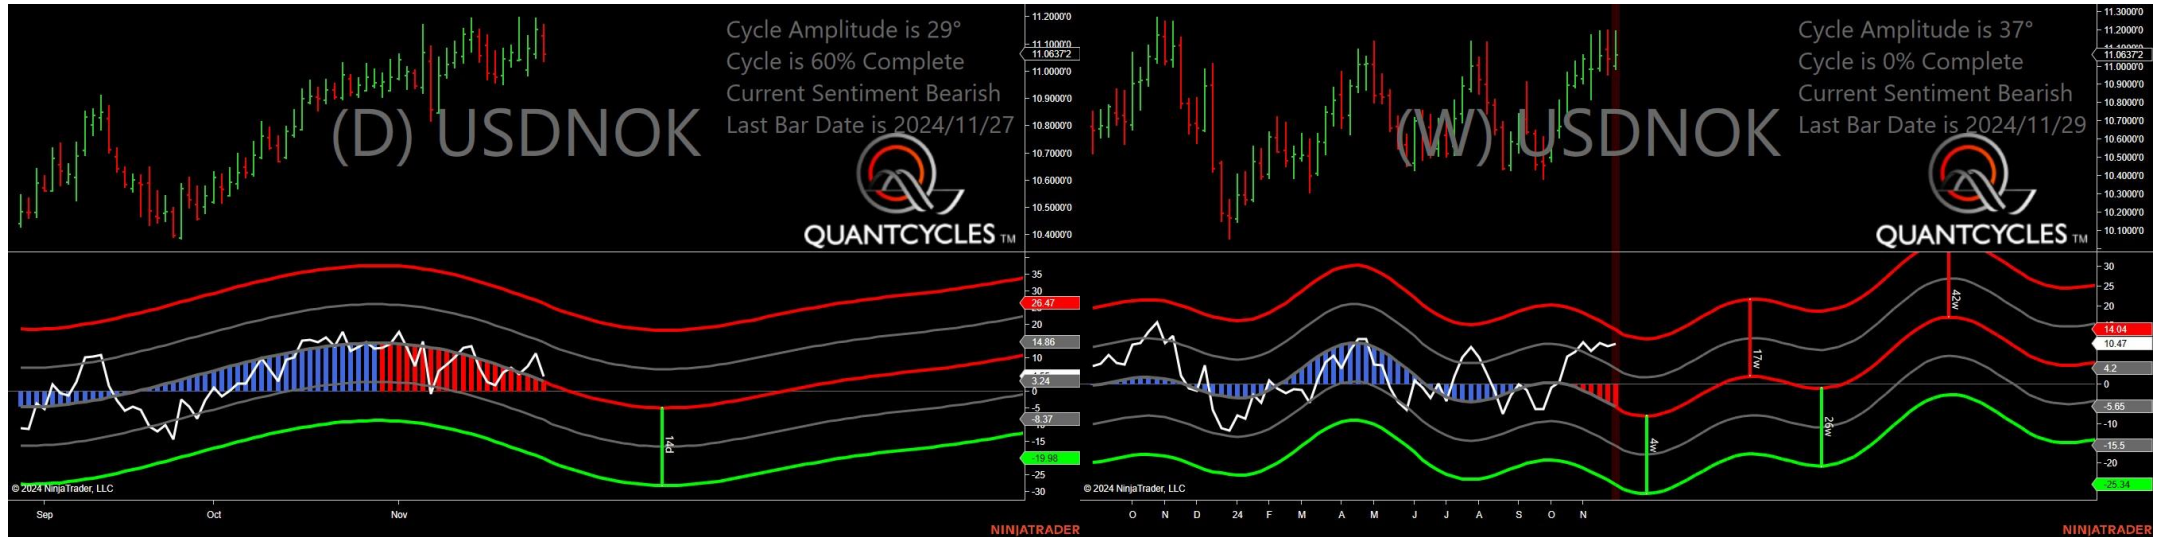 Cycle Amplitude is 29°
Cycle is 60% Complete
Current Sentiment Bearish
Last Bar Date is 2024/11/27
(D) USDNOK
QUANTCYCLES TM
11.2000'0
11.1000'0
11.0637'2
11.0000'0
10.9000'0
10.8000'0
10.7000'0
10.6000'0
10.5000'0
10.4000'0
35
30
26.47
20
14.86
10
3.24
0
-5
-8.37
-15
-19.98
-25
-30
14d
© 2024 NinjaTrader, LLC
Sep Oct Nov
NINJATRADER
Cycle Amplitude is 37°
Cycle is 0% Complete
Current Sentiment Bearish
Last Bar Date is 2024/11/29
(W) USDNOK
QUANTCYCLES TM
11.3000'0
11.2000'0
11.0637'2
11.0000'0
10.9000'0
10.8000'0
10.7000'0
10.6000'0
10.5000'0
10.4000'0
10.3000'0
10.2000'0
10.1000'0
30
25
20
14.04
10.47
4.2
0
-5.65
-10
-15.5
-20
-25.34
4w
17w
26w
42w
© 2024 NinjaTrader, LLC
O N D 24 F M A M J J A S O N
NINJATRADER